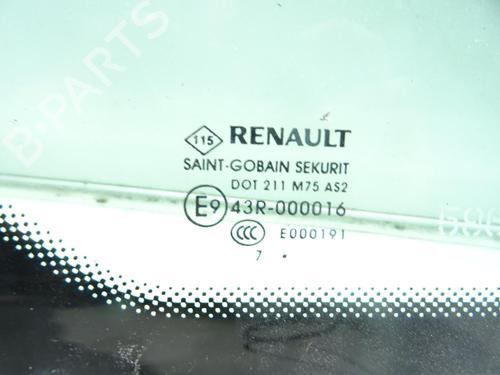 B-PARTS
115 RENAULT
SAINT-GOBAIN SEKURIT
DOT 211 M75 AS2
E9 43R-000016
CCC E000191
7 .